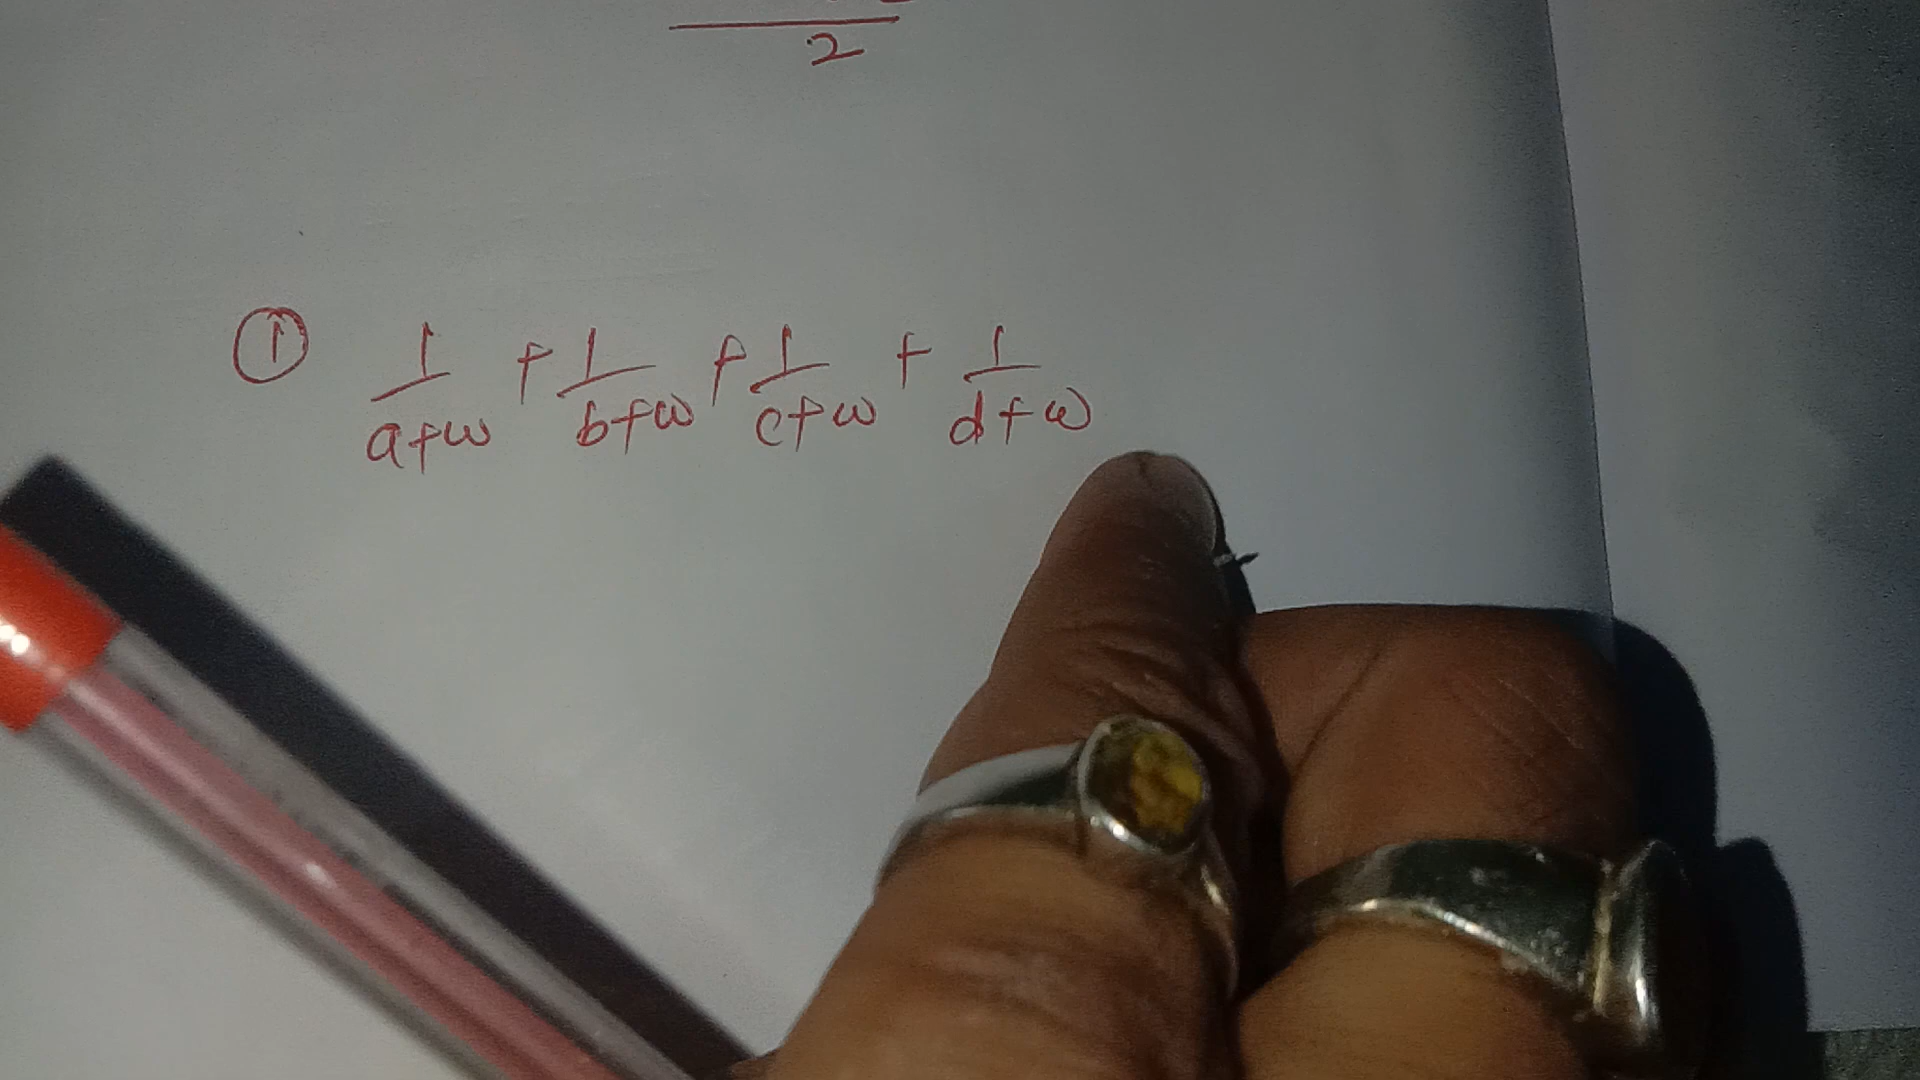 2
① 1/(a+ω) + 1/(b+ω) + 1/(c+ω) + 1/(d+ω)